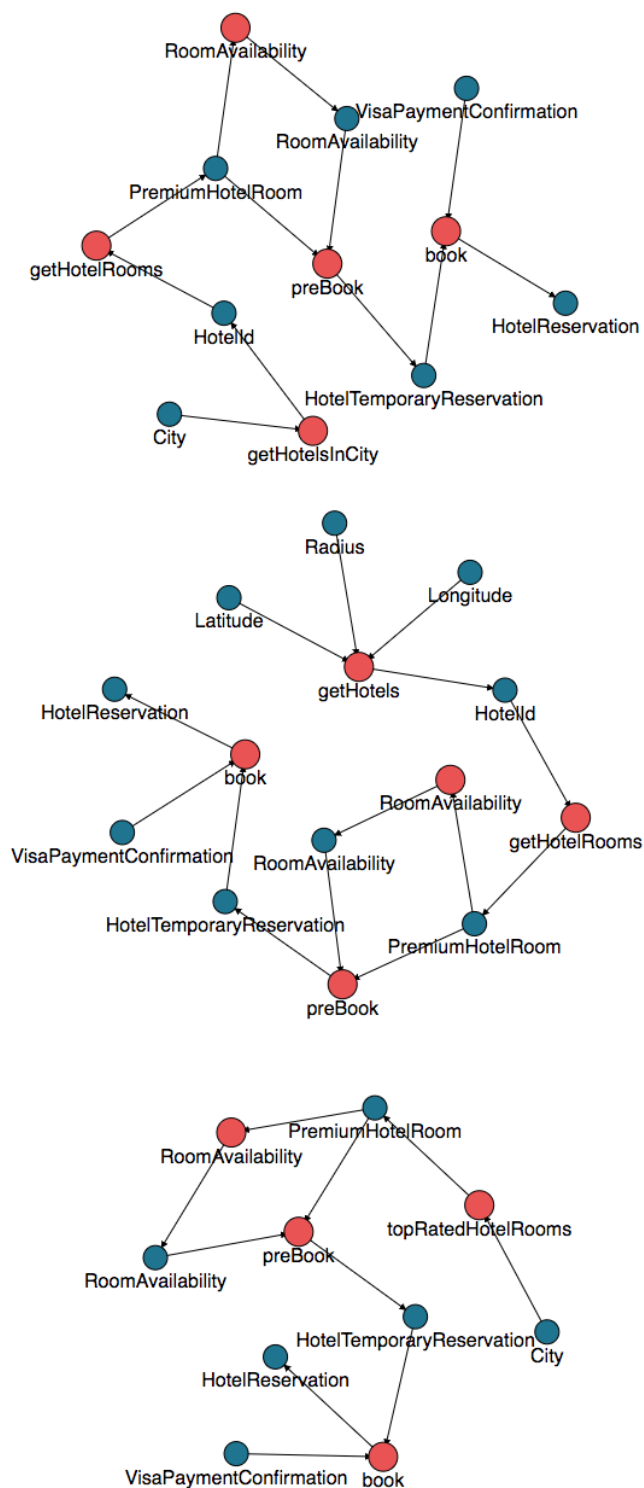 RoomAvailability
VisaPaymentConfirmation
RoomAvailability
PremiumHotelRoom
book
getHotelRooms
preBook
HotelReservation
HotelId
HotelTemporaryReservation
City
getHotelsInCity
Radius
Longitude
Latitude
getHotels
HotelReservation
HotelId
book
RoomAvailability
getHotelRooms
VisaPaymentConfirmation
RoomAvailability
HotelTemporaryReservation
PremiumHotelRoom
preBook
PremiumHotelRoom
RoomAvailability
topRatedHotelRooms
preBook
RoomAvailability
HotelTemporaryReservation
City
HotelReservation
VisaPaymentConfirmation
book